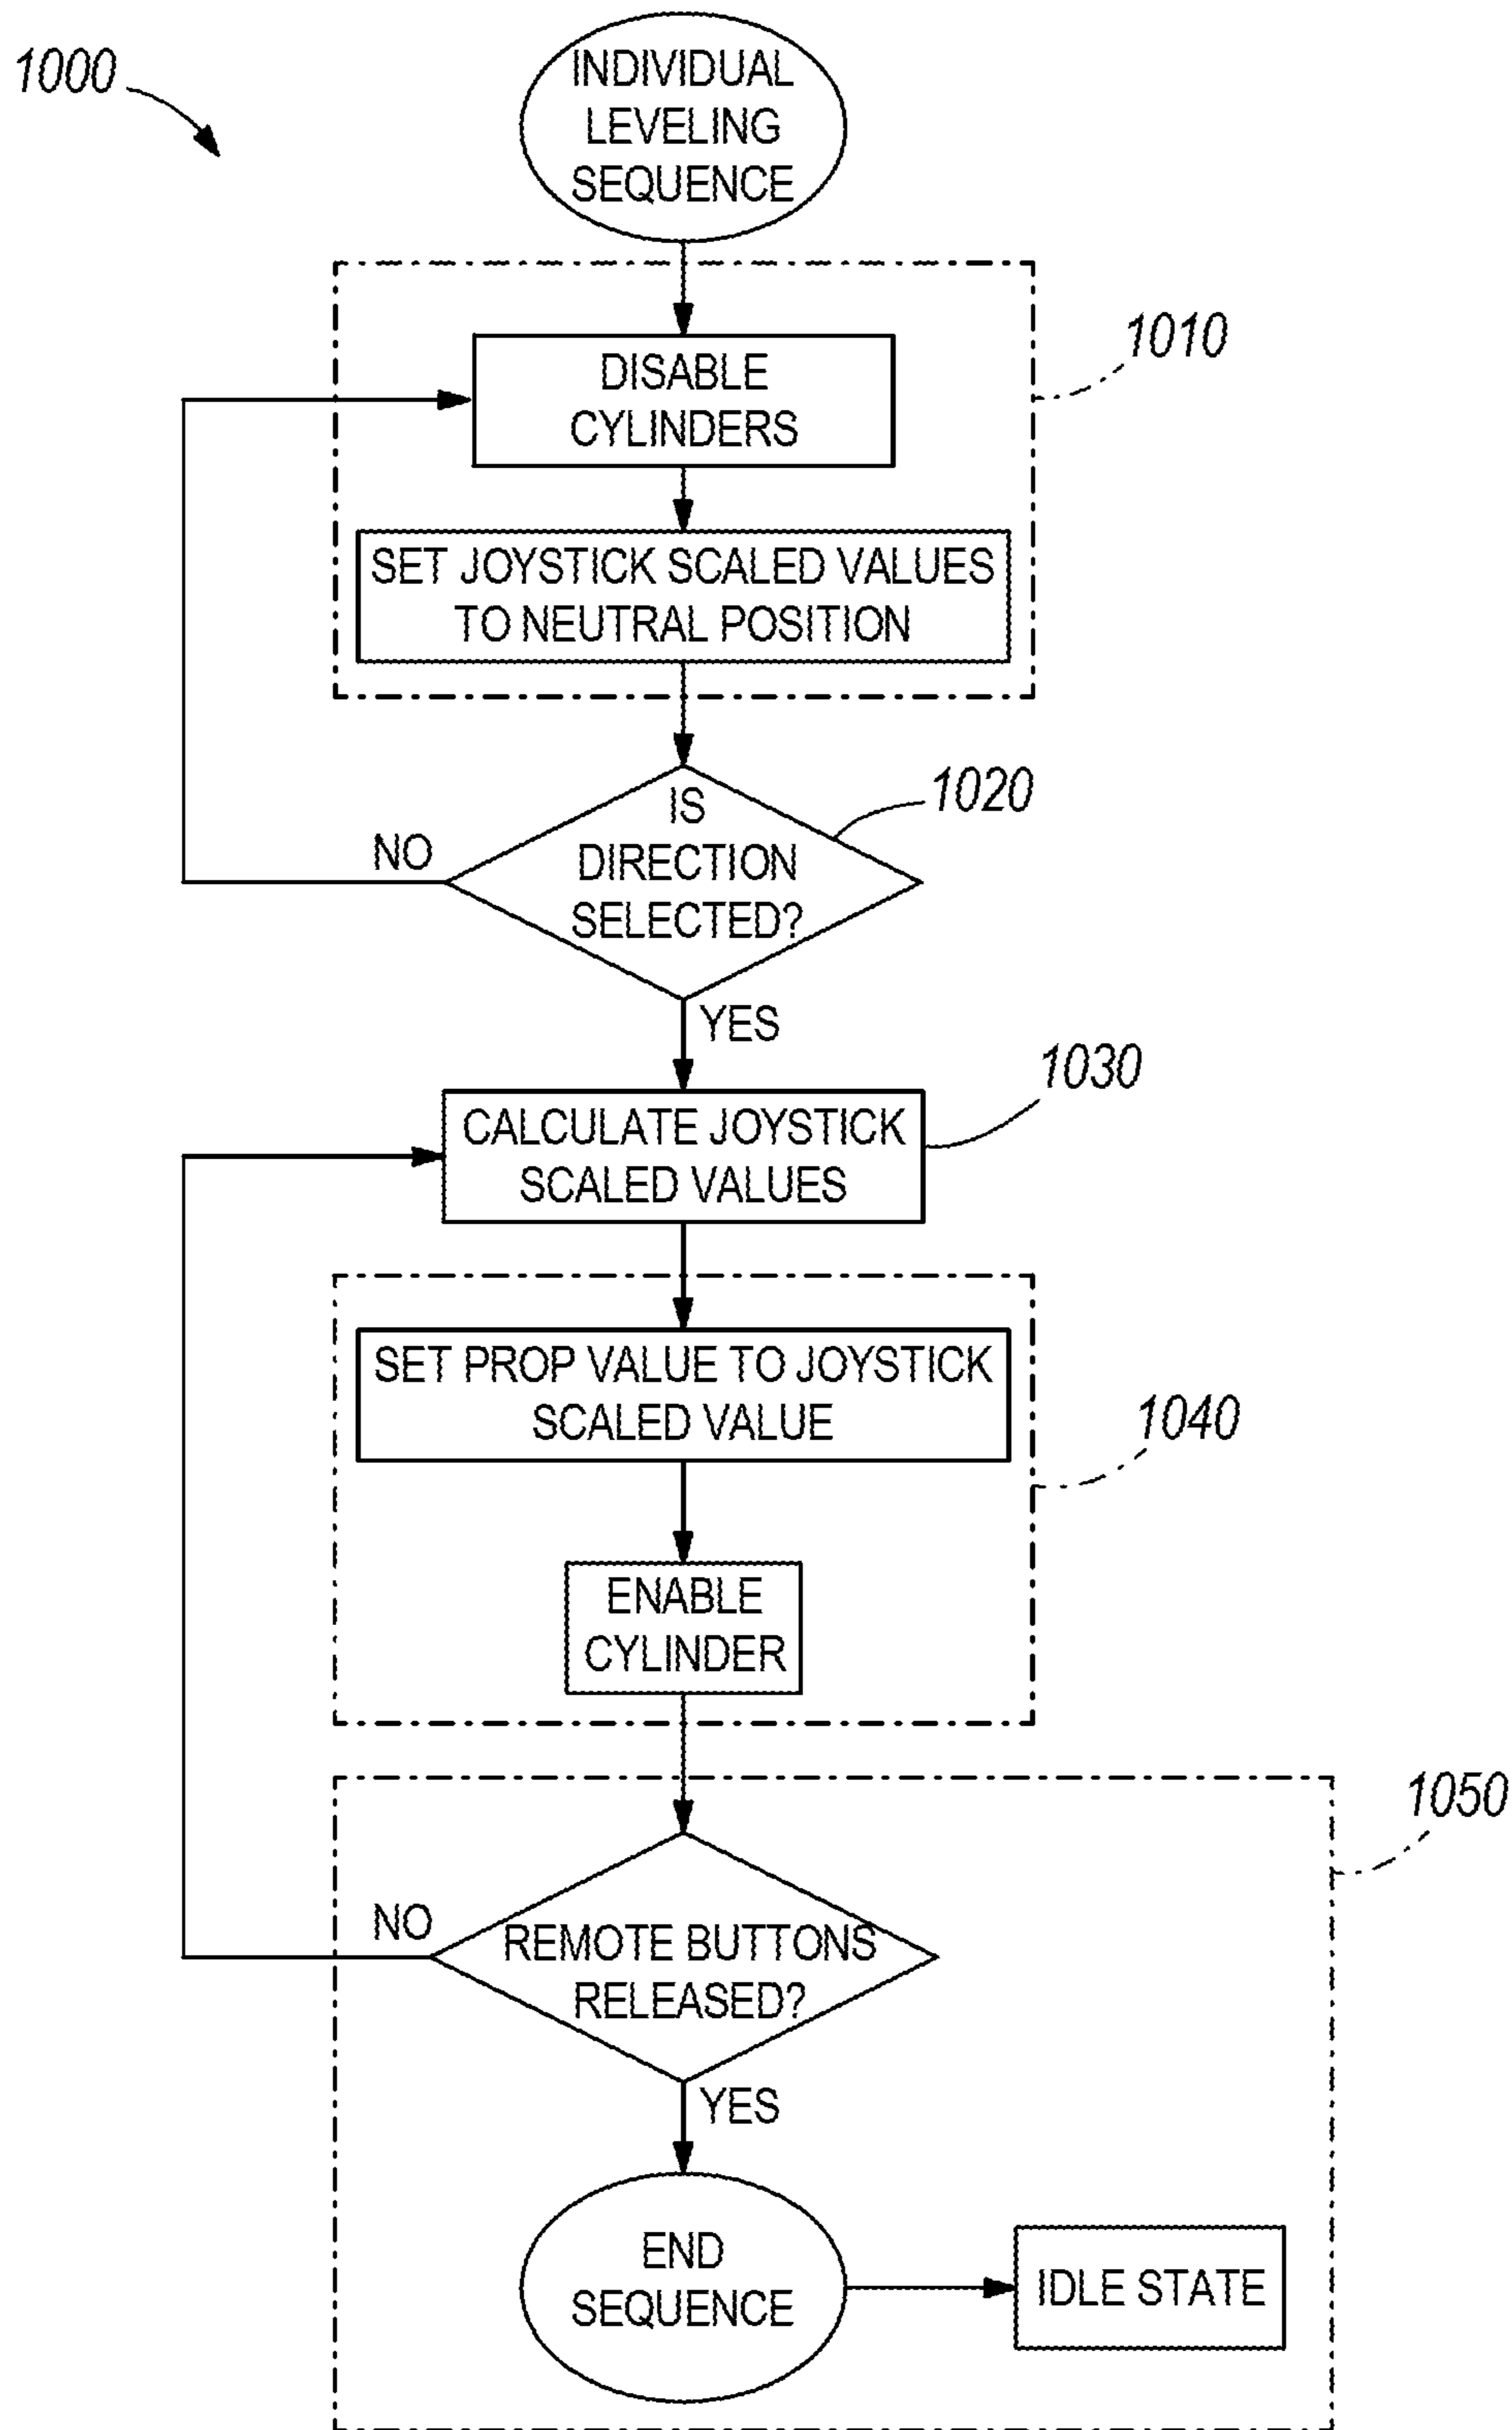 1000
INDIVIDUAL
LEVELING
SEQUENCE
1010
DISABLE
CYLINDERS
SET JOYSTICK SCALED VALUES
TO NEUTRAL POSITION
1020
IS
DIRECTION
SELECTED?
NO
YES
1030
CALCULATE JOYSTICK
SCALED VALUES
SET PROP VALUE TO JOYSTICK
SCALED VALUE
1040
ENABLE
CYLINDER
1050
NO
REMOTE BUTTONS
RELEASED?
YES
END
SEQUENCE
IDLE STATE